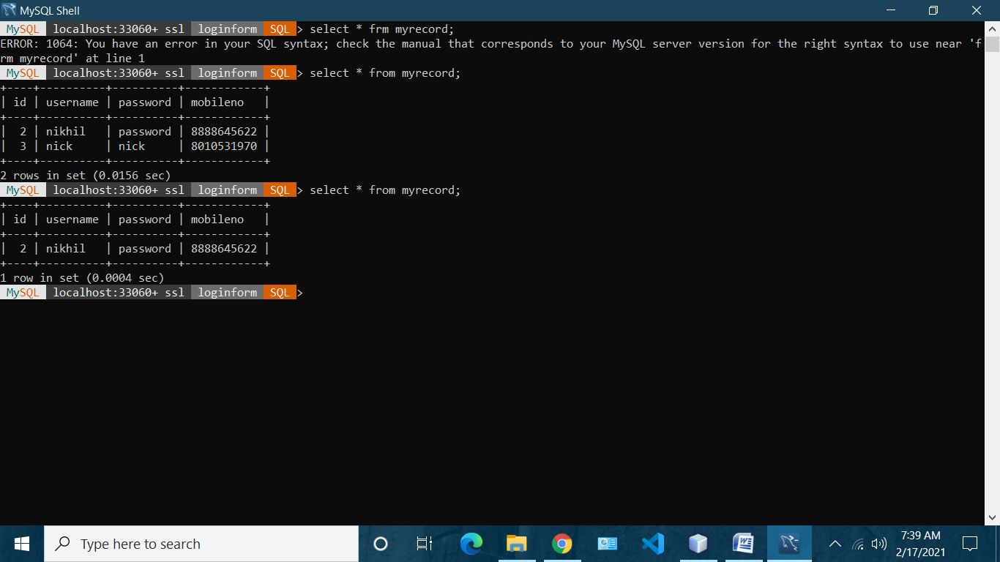 MySQL Shell
MySQL localhost:33060+ ssl loginform SQL > select * frm myrecord;
ERROR: 1064: You have an error in your SQL syntax; check the manual that corresponds to your MySQL server version for the right syntax to use near 'f
rm myrecord' at line 1
MySQL localhost:33060+ ssl loginform SQL > select * from myrecord;
+----+----------+----------+------------+
| id | username | password | mobileno   |
+----+----------+----------+------------+
|  2 | nikhil   | password | 8888645622 |
|  3 | nick     | nick     | 8010531970 |
+----+----------+----------+------------+
2 rows in set (0.0156 sec)
MySQL localhost:33060+ ssl loginform SQL > select * from myrecord;
+----+----------+----------+------------+
| id | username | password | mobileno   |
+----+----------+----------+------------+
|  2 | nikhil   | password | 8888645622 |
+----+----------+----------+------------+
1 row in set (0.0004 sec)
MySQL localhost:33060+ ssl loginform SQL >
Type here to search
7:39 AM
2/17/2021